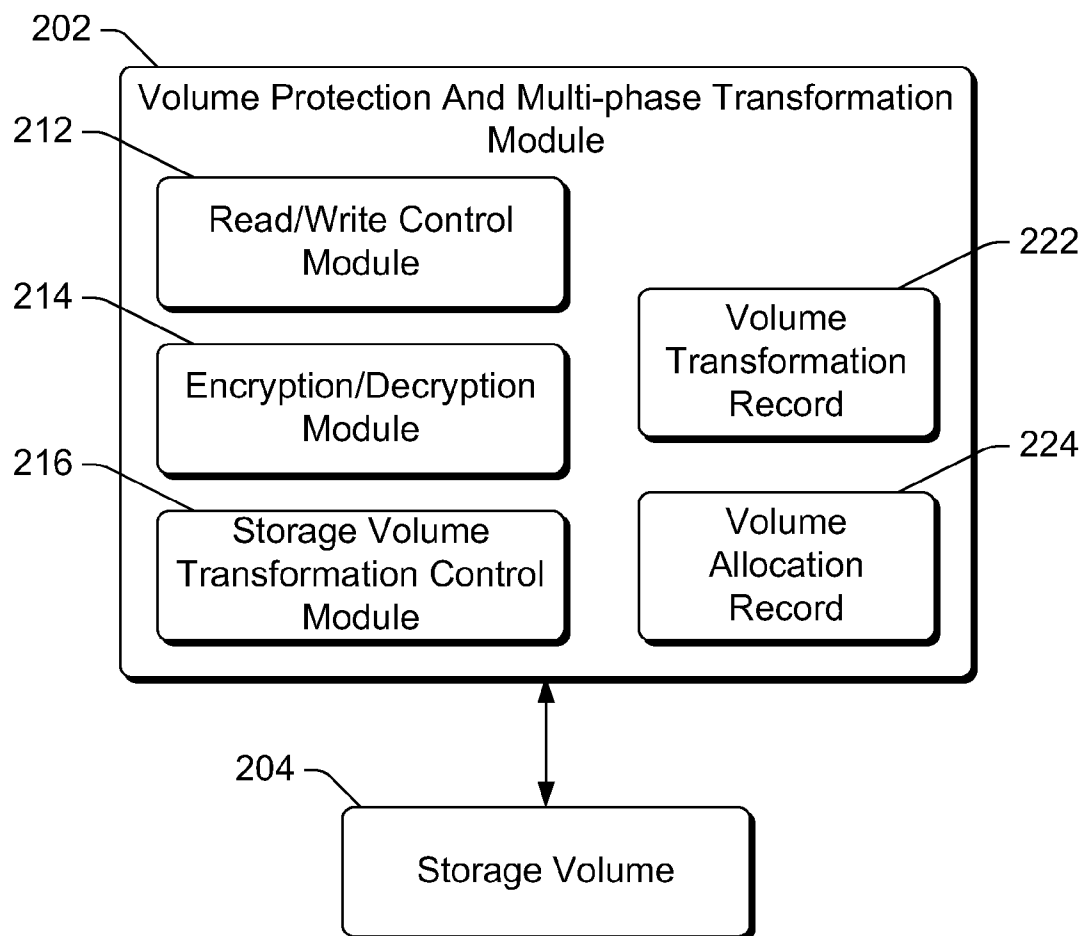 202
Volume Protection And Multi-phase Transformation
Module
212
Read/Write Control
Module
222
214
Volume
Transformation
Record
Encryption/Decryption
Module
224
216
Storage Volume
Transformation Control
Module
Volume
Allocation
Record
204
Storage Volume